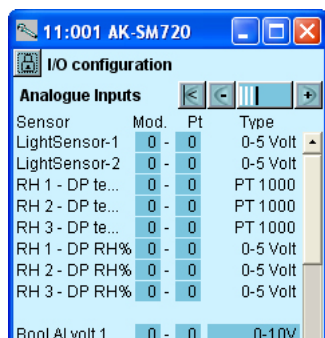 11:001 AK-SM720
I/O configuration
Analogue Inputs
Sensor Mod. Pt Type
LightSensor-1 0 - 0 0-5 Volt
LightSensor-2 0 - 0 0-5 Volt
RH 1 - DP te... 0 - 0 PT 1000
RH 2 - DP te... 0 - 0 PT 1000
RH 3 - DP te... 0 - 0 PT 1000
RH 1 - DP RH% 0 - 0 0-5 Volt
RH 2 - DP RH% 0 - 0 0-5 Volt
RH 3 - DP RH% 0 - 0 0-5 Volt
Bool AI volt 1 0 - 0 0-10V